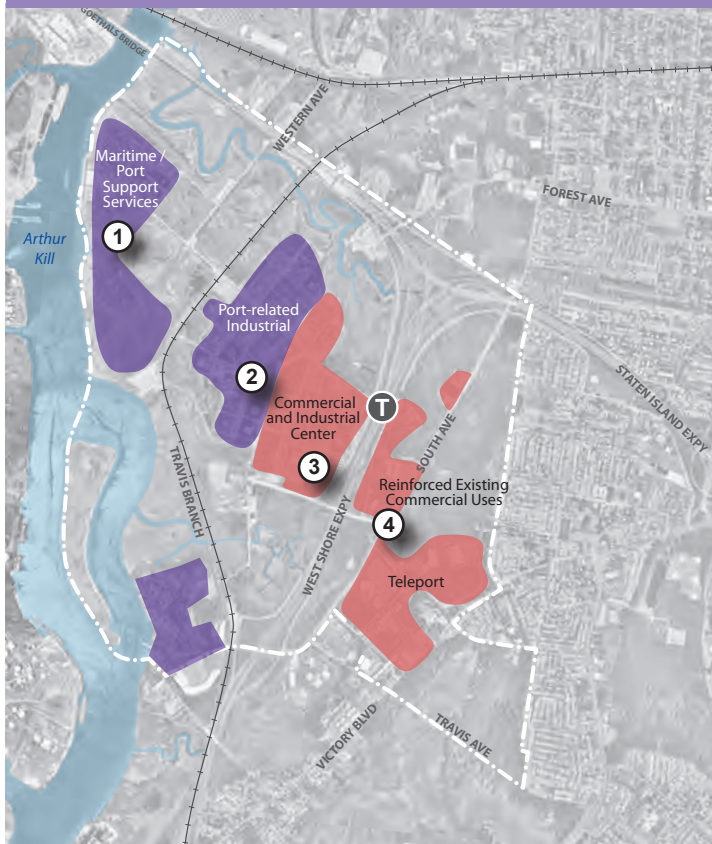 GOETHALS BRIDGE
WESTERN AVE
Maritime /
Port
Support
Services
FOREST AVE
1
Arthur
Kill
Port-related
Industrial
2
STATEN ISLAND EXPY
T
Commercial
and Industrial
Center
SOUTH AVE
3
TRAVIS BRANCH
Reinforced Existing
Commercial Uses
4
WEST SHORE EXPY
Teleport
VICTORY BLVD
TRAVIS AVE